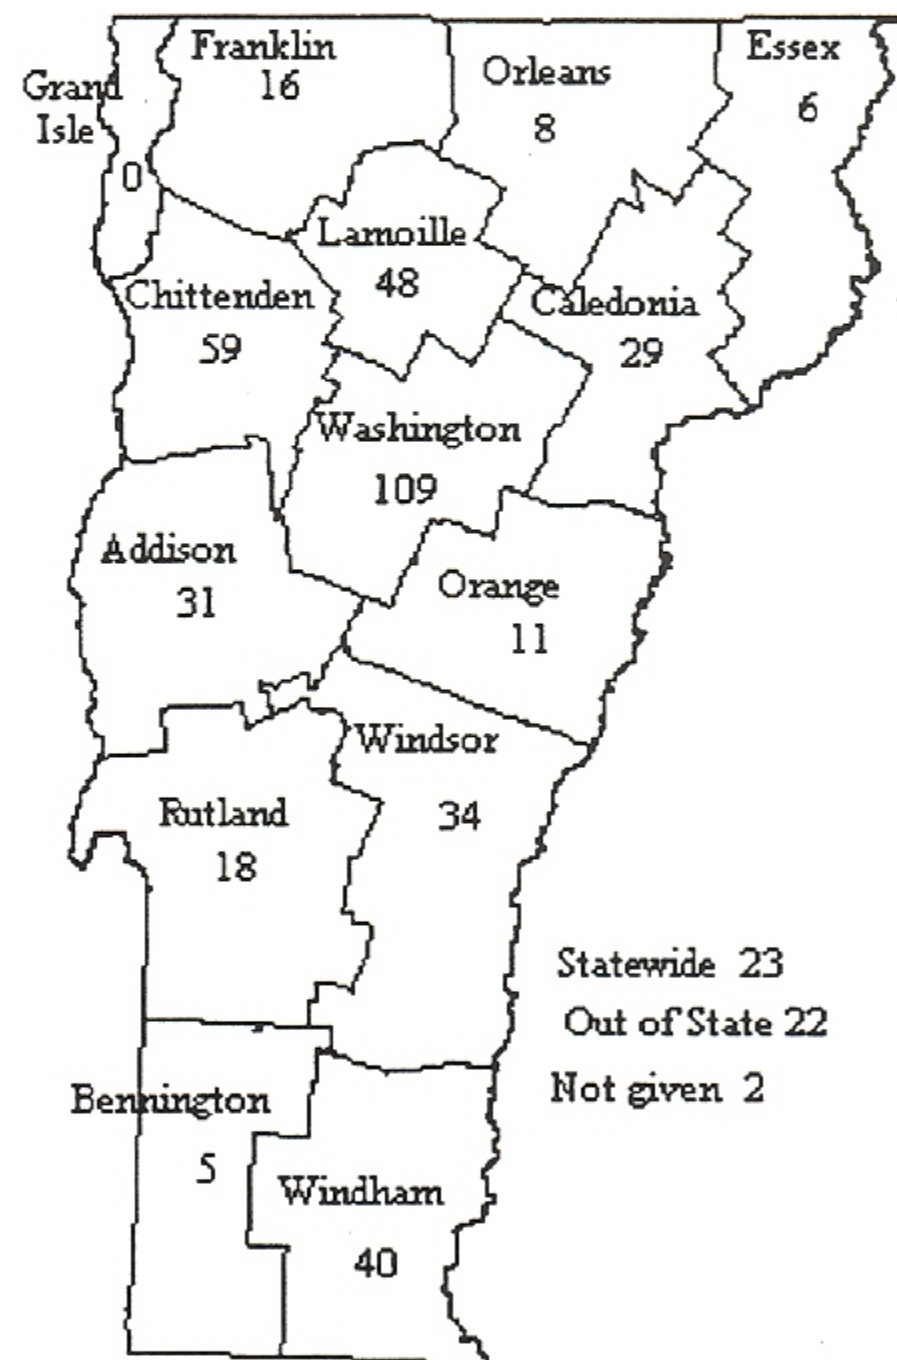 Franklin
16
Grand
Isle
0
Orleans
8
Essex
6
Lamoille
48
Chittenden
59
Caledonia
29
Washington
109
Addison
31
Orange
11
Windsor
34
Rutland
18
Statewide 23
Out of State 22
Not given 2
Bennington
5
Windham
40